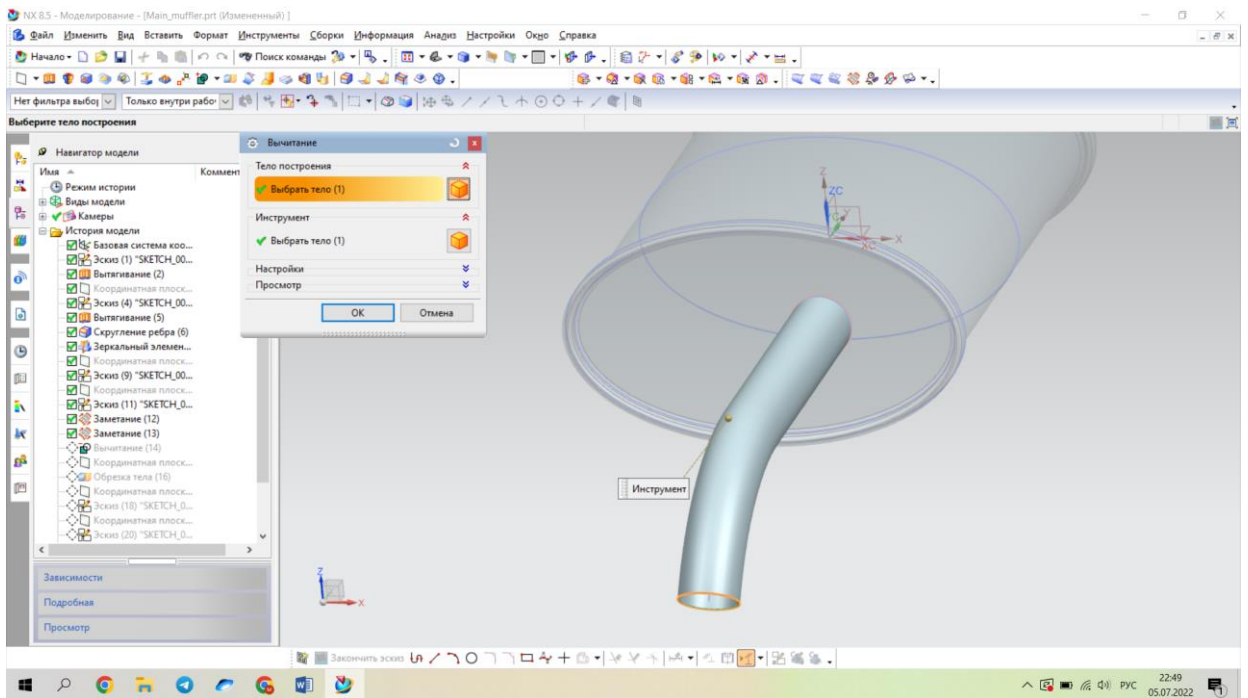 NX 8.5 - Моделирование - [Main_muffler.prt (Измененный) ]
Файл Изменить Вид Вставить Формат Инструменты Сборки Информация Анализ Настройки Окно Справка
Начало Поиск команды
Нет фильтра выбор Только внутри рабо
Выберите тело построения
Навигатор модели
Имя Коммент
Режим истории
Виды модели
Камеры
История модели
Базовая система коо...
Эскиз (1) "SKETCH_00...
Вытягивание (2)
Координатная плоск...
Эскиз (4) "SKETCH_00...
Вытягивание (5)
Скругление ребра (6)
Зеркальный элемен...
Координатная плоск...
Эскиз (9) "SKETCH_00...
Координатная плоск...
Эскиз (11) "SKETCH_0...
Заметание (12)
Заметание (13)
Вычитание (14)
Координатная плоск...
Обрезка тела (16)
Координатная плоск...
Эскиз (18) "SKETCH_0...
Координатная плоск...
Эскиз (20) "SKETCH_0...
Зависимости
Подробная
Просмотр
Вычитание
Тело построения
Выбрать тело (1)
Инструмент
Выбрать тело (1)
Настройки
Просмотр
ОК Отмена
Z
ZC
Y
XC
X
Инструмент
Z
X
Закончить эскиз
РУС
22:49
05.07.2022